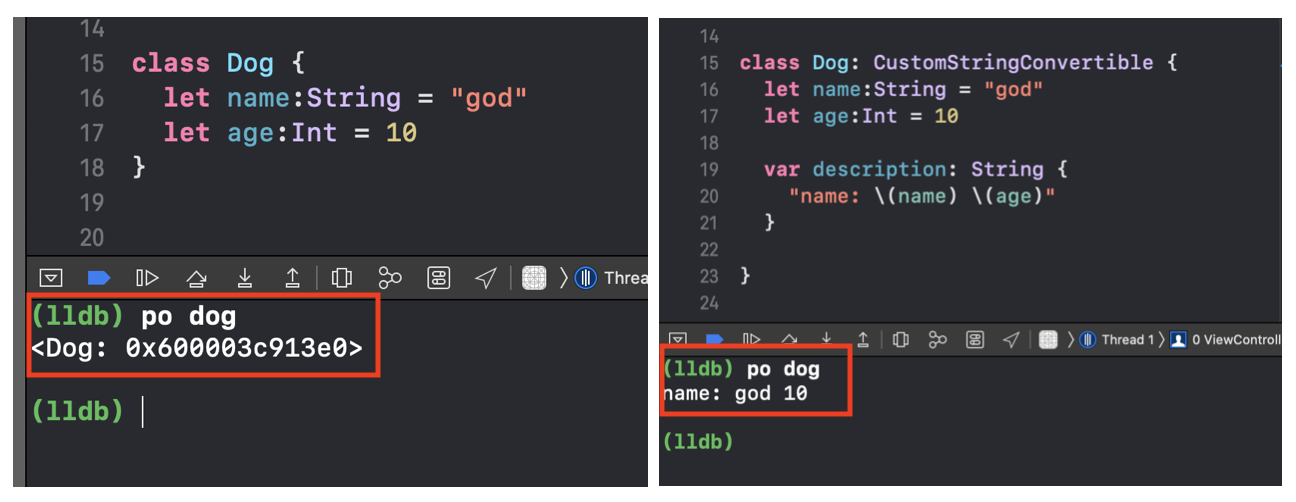 14
15 class Dog {
16   let name:String = "god"
17   let age:Int = 10
18 }
19
20
Threa
(lldb) po dog
<Dog: 0x600003c913e0>
(lldb)
14
15 class Dog: CustomStringConvertible {
16   let name:String = "god"
17   let age:Int = 10
18
19   var description: String {
20     "name: \(name) \(age)"
21   }
22
23 }
24
Thread 1 〉 0 ViewControll
(lldb) po dog
name: god 10
(lldb)